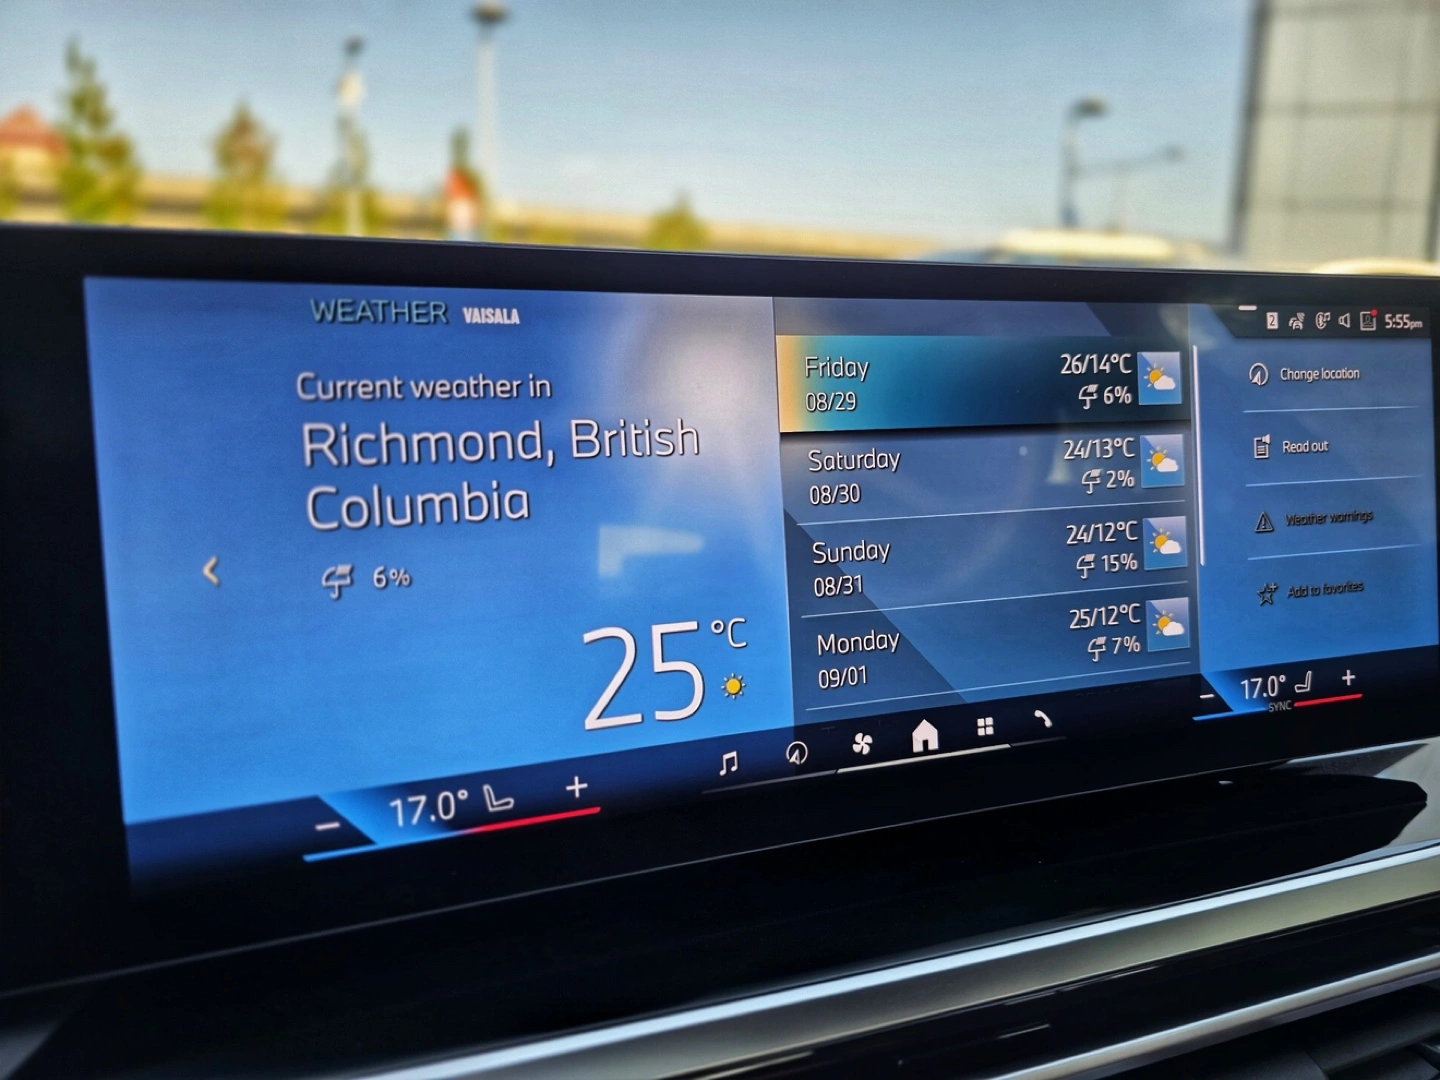 WEATHER VAISALA
Current weather in
Richmond, British
Columbia
6%
25°C
Friday
08/29
26/14°C
6%
Saturday
08/30
24/13°C
2%
Sunday
08/31
24/12°C
15%
Monday
09/01
25/12°C
7%
2 5:55pm
Change location
Read out
Weather warnings
Add to favorites
− 17.0° +
− 17.0° +
SYNC